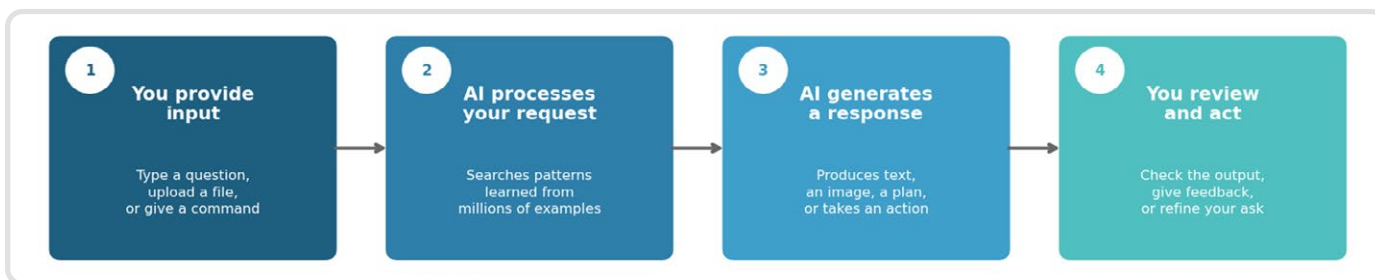 1
You provide
input
Type a question,
upload a file,
or give a command
2
AI processes
your request
Searches patterns
learned from
millions of examples
3
AI generates
a response
Produces text,
an image, a plan,
or takes an action
4
You review
and act
Check the output,
give feedback,
or refine your ask